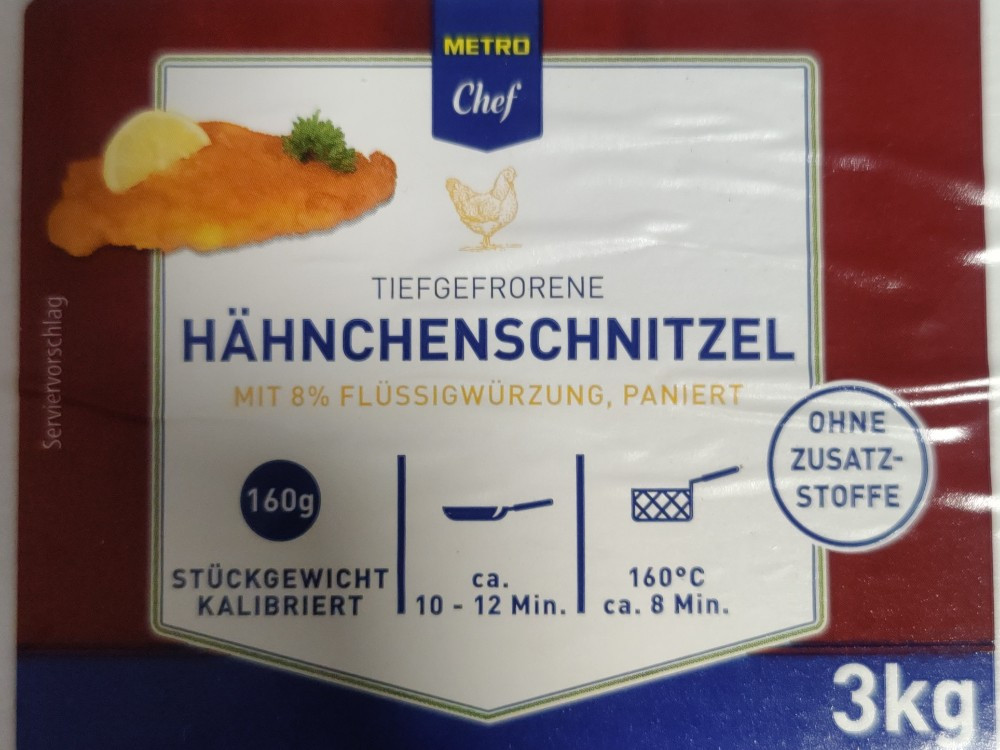 METRO
Chef
TIEFGEFRORENE
HÄHNCHENSCHNITZEL
MIT 8% FLÜSSIGWÜRZUNG, PANIERT
Serviervorschlag
OHNE
ZUSATZ-
STOFFE
160g
STÜCKGEWICHT
KALIBRIERT
ca.
10 - 12 Min.
160°C
ca. 8 Min.
3kg